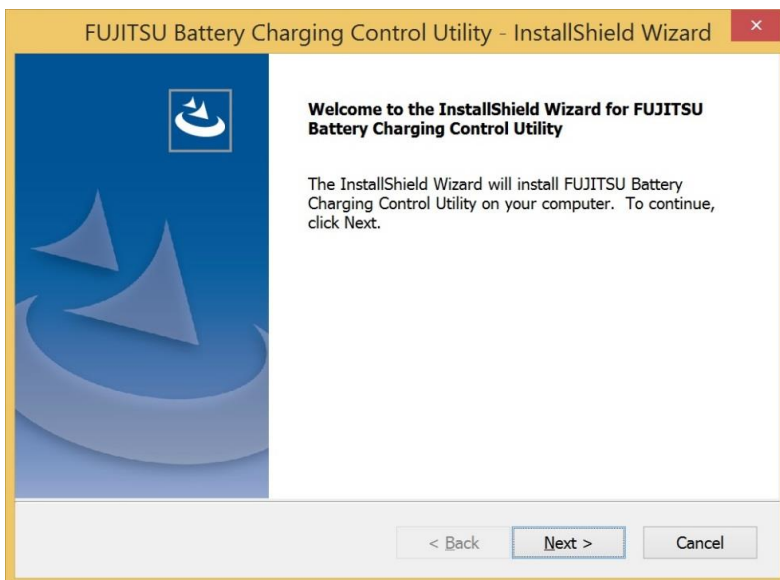 FUJITSU Battery Charging Control Utility - InstallShield Wizard
Welcome to the InstallShield Wizard for FUJITSU
Battery Charging Control Utility
The InstallShield Wizard will install FUJITSU Battery
Charging Control Utility on your computer.  To continue,
click Next.
< Back
Next >
Cancel